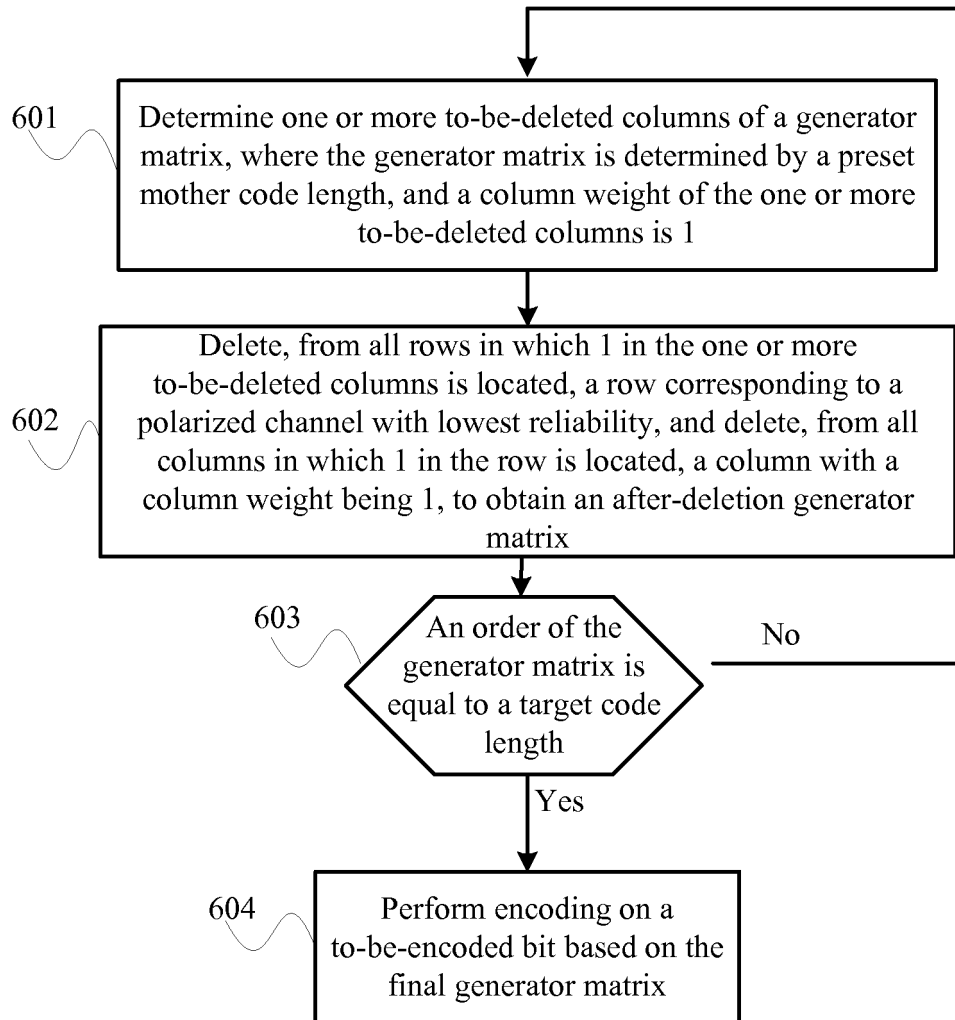 601
Determine one or more to-be-deleted columns of a generator
matrix, where the generator matrix is determined by a preset
mother code length, and a column weight of the one or more
to-be-deleted columns is 1
602
Delete, from all rows in which 1 in the one or more
to-be-deleted columns is located, a row corresponding to a
polarized channel with lowest reliability, and delete, from all
columns in which 1 in the row is located, a column with a
column weight being 1, to obtain an after-deletion generator
matrix
603
An order of the
generator matrix is
equal to a target code
length
No
Yes
604
Perform encoding on a
to-be-encoded bit based on the
final generator matrix